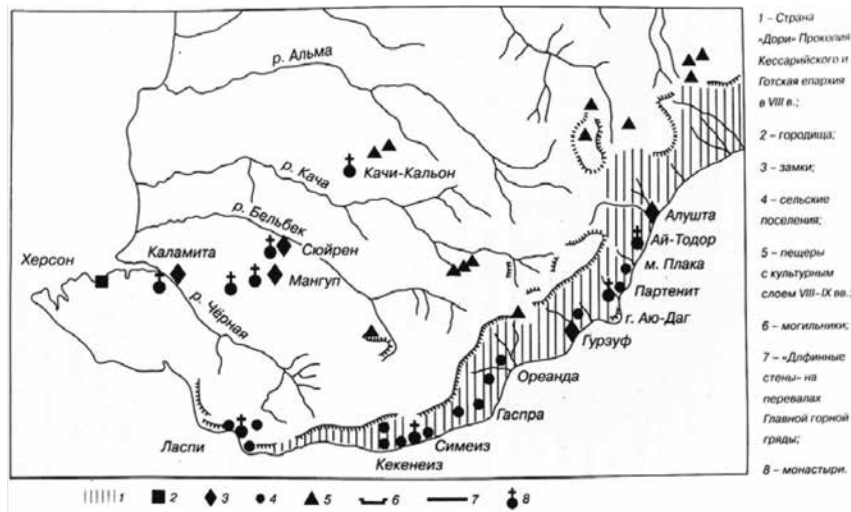 р. Альма
р. Кача
Качи-Кальон
р. Бельбек
Херсон
Каламита
Сюйрен
Мангуп
р. Чёрная
Алушта
Ай-Тодор
м. Плака
Партенит
г. Аю-Даг
Гурзуф
Ореанда
Гаспра
Симеиз
Кекенеиз
Ласпи
1 2 3 4 5 6 7 8
1 – Страна
«Дори» Прокопия
Кессарийского и
Готская епархия
в VIII в.;
2 – городища;
3 – замки;
4 – сельские
поселения;
5 – пещеры
с культурным
слоем VIII–IX вв.;
6 – могильники;
7 – «Длфинные
стены» на
перевалах
Главной горной
гряды;
8 – монастыри.